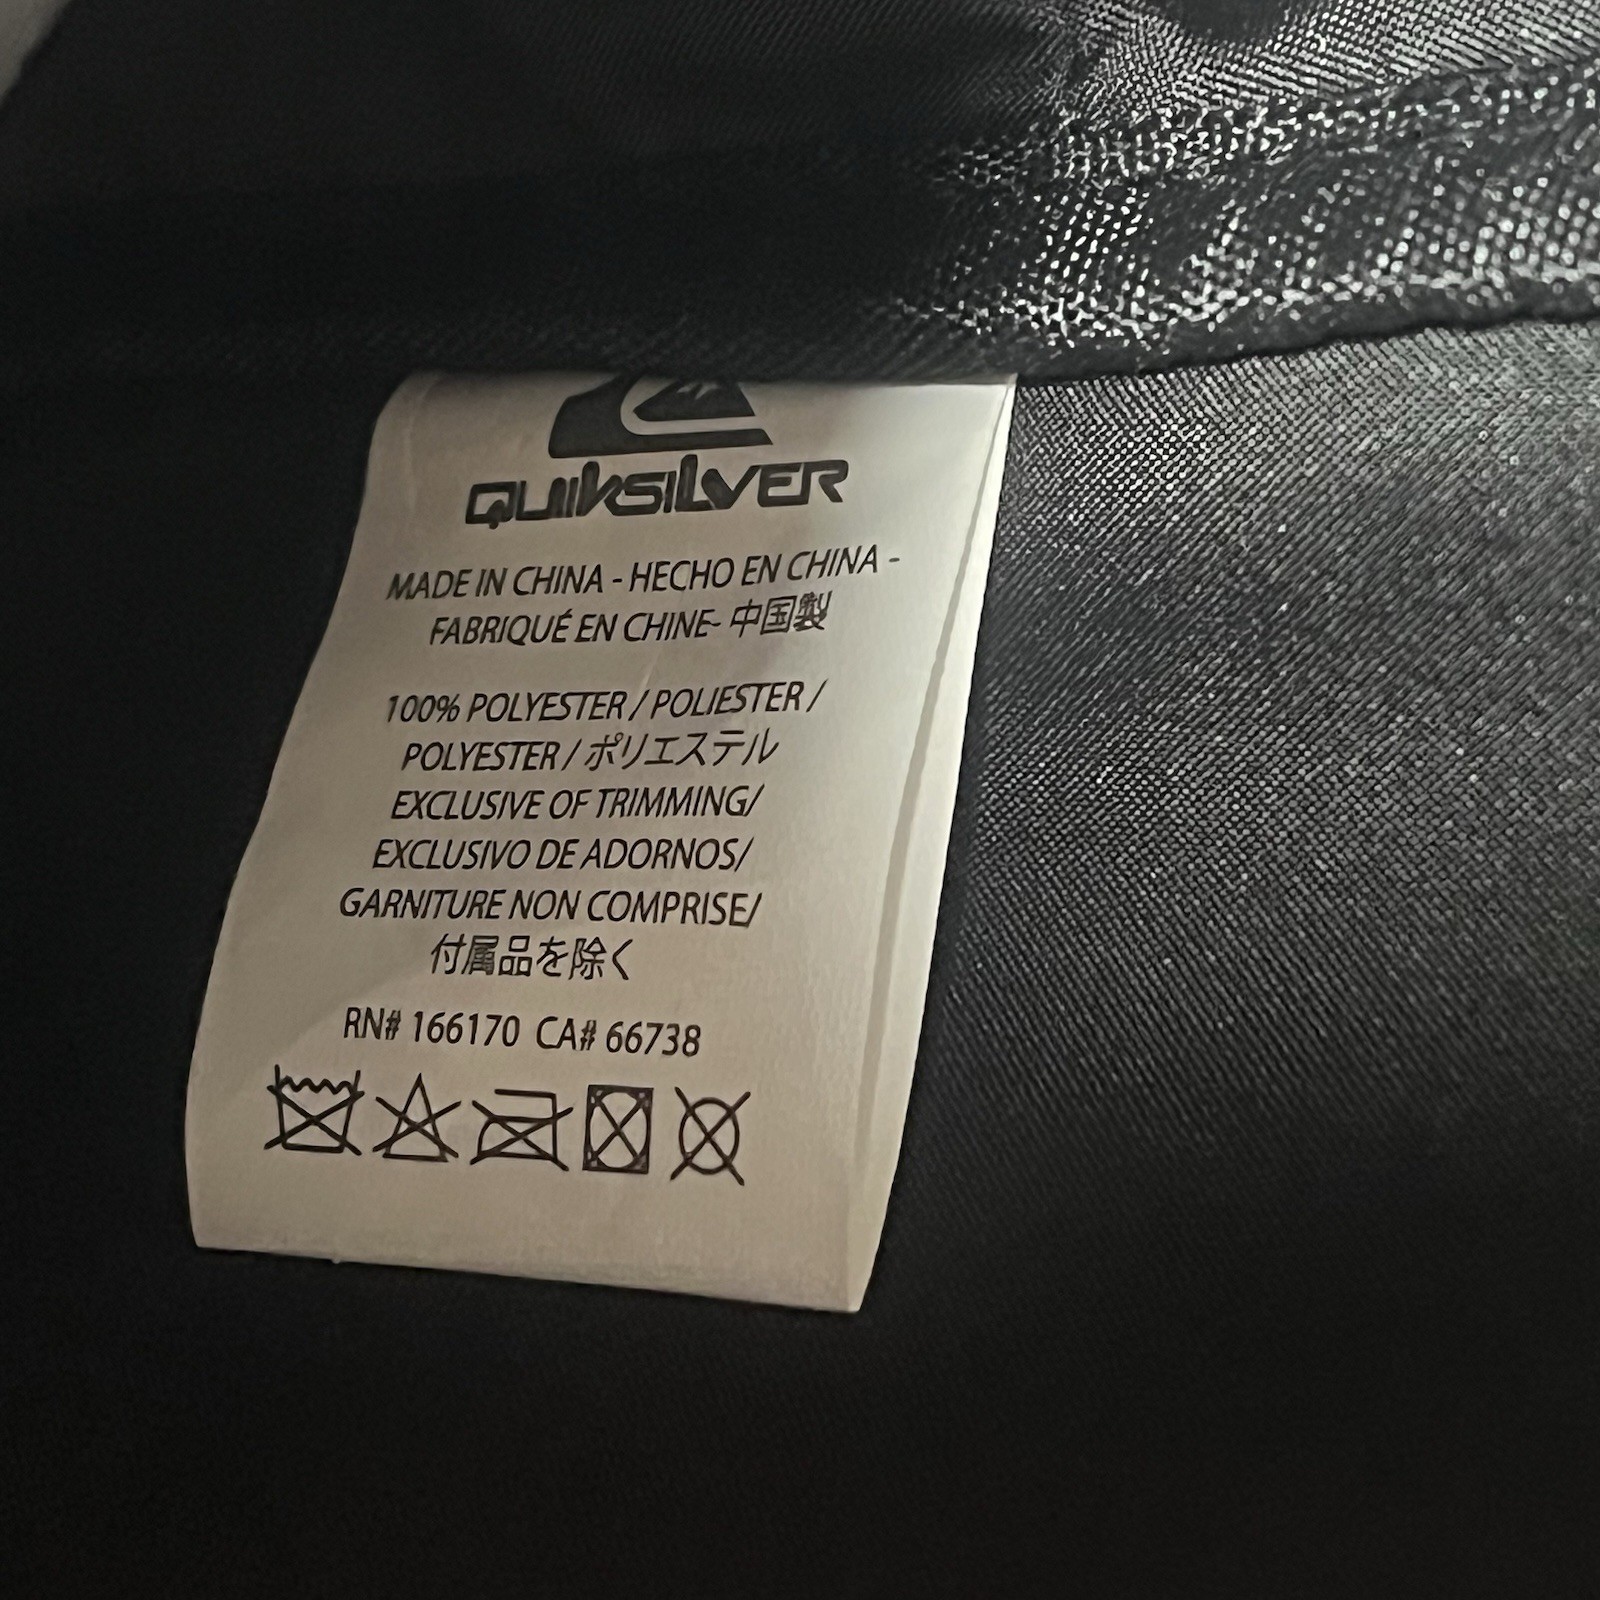 QUIKSILVER
MADE IN CHINA - HECHO EN CHINA -
FABRIQUÉ EN CHINE- 中国製
100% POLYESTER / POLIESTER /
POLYESTER / ポリエステル
EXCLUSIVE OF TRIMMING/
EXCLUSIVO DE ADORNOS/
GARNITURE NON COMPRISE/
付属品を除く
RN# 166170 CA# 66738